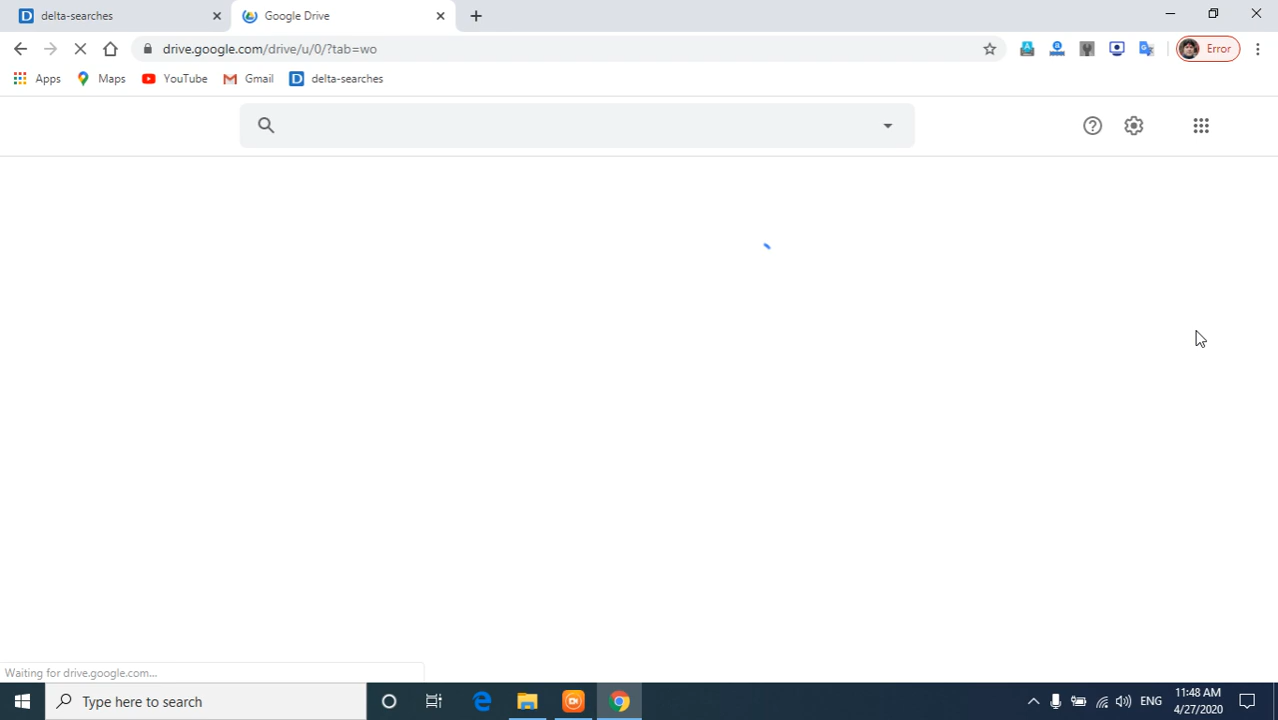 delta-searches
Google Drive
drive.google.com/drive/u/0/?tab=wo
Error
Apps
Maps
YouTube
Gmail
delta-searches
Waiting for drive.google.com...
Type here to search
ENG
11:48 AM
4/27/2020